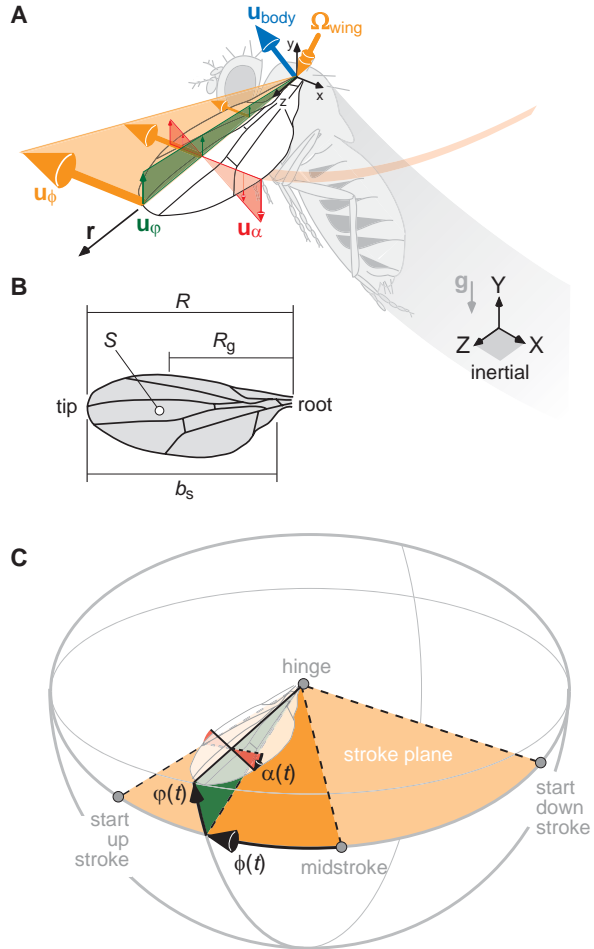 A
u_body
Ω_wing
y
x
z
u_ϕ
u_φ
u_α
r
g
Y
Z
X
inertial
B
R
S
R_g
tip
root
b_s
C
hinge
stroke plane
φ(t)
α(t)
start
up
stroke
ϕ(t)
midstroke
start
down
stroke